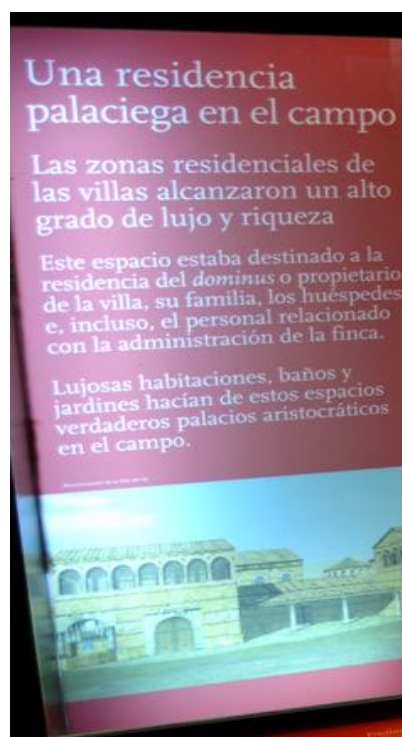 Una residencia
palaciega en el campo
Las zonas residenciales de
las villas alcanzaron un alto
grado de lujo y riqueza
Este espacio estaba destinado a la
residencia del dominus o propietario
de la villa, su familia, los huéspedes
e, incluso, el personal relacionado
con la administración de la finca.
Lujosas habitaciones, baños y
jardines hacían de estos espacios
verdaderos palacios aristocráticos
en el campo.